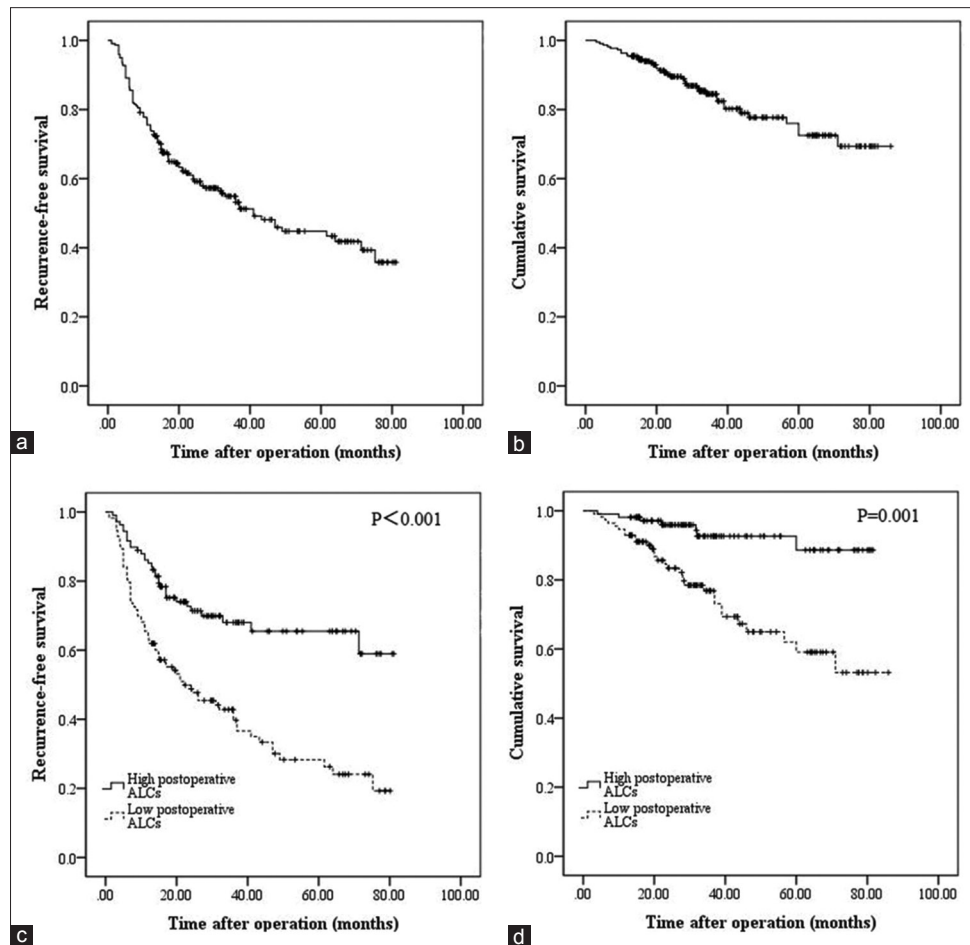 1.0
0.8
0.6
0.4
0.2
0.0
Recurrence-free survival
.00 20.00 40.00 60.00 80.00 100.00
Time after operation (months)
a
1.0
0.8
0.6
0.4
0.2
0.0
Cumulative survival
.00 20.00 40.00 60.00 80.00 100.00
Time after operation (months)
b
P<0.001
1.0
0.8
0.6
0.4
0.2
0.0
Recurrence-free survival
High postoperative
ALCs
Low postoperative
ALCs
.00 20.00 40.00 60.00 80.00 100.00
Time after operation (months)
c
P=0.001
1.0
0.8
0.6
0.4
0.2
0.0
Cumulative survival
High postoperative
ALCs
Low postoperative
ALCs
.00 20.00 40.00 60.00 80.00 100.00
Time after operation (months)
d